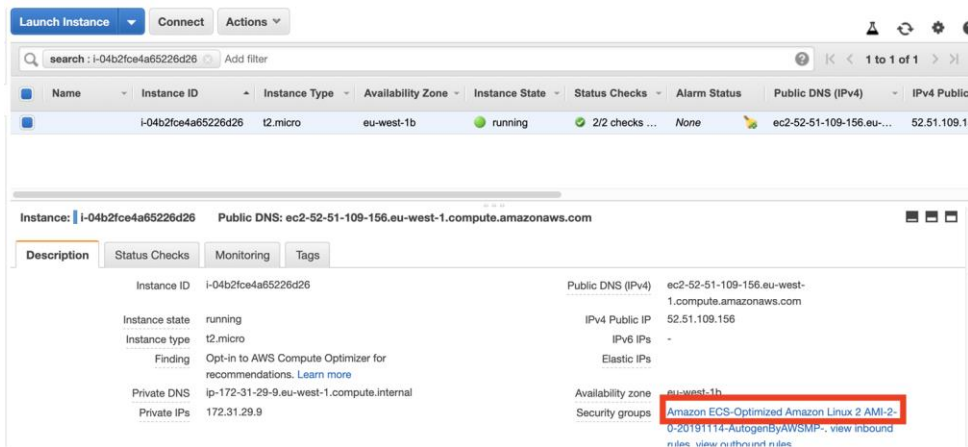 Launch Instance Connect Actions
search : i-04b2fce4a65226d26 Add filter 1 to 1 of 1
Name Instance ID Instance Type Availability Zone Instance State Status Checks Alarm Status Public DNS (IPv4) IPv4 Public
i-04b2fce4a65226d26 t2.micro eu-west-1b running 2/2 checks ... None ec2-52-51-109-156.eu-... 52.51.109.1
Instance: i-04b2fce4a65226d26 Public DNS: ec2-52-51-109-156.eu-west-1.compute.amazonaws.com
Description Status Checks Monitoring Tags
Instance ID i-04b2fce4a65226d26 Public DNS (IPv4) ec2-52-51-109-156.eu-west-
1.compute.amazonaws.com
Instance state running IPv4 Public IP 52.51.109.156
Instance type t2.micro IPv6 IPs -
Finding Opt-in to AWS Compute Optimizer for Elastic IPs
recommendations. Learn more
Private DNS ip-172-31-29-9.eu-west-1.compute.internal Availability zone eu-west-1b
Private IPs 172.31.29.9 Security groups Amazon ECS-Optimized Amazon Linux 2 AMI-2-
0-20191114-AutogenByAWSMP-. view inbound
rules. view outbound rules